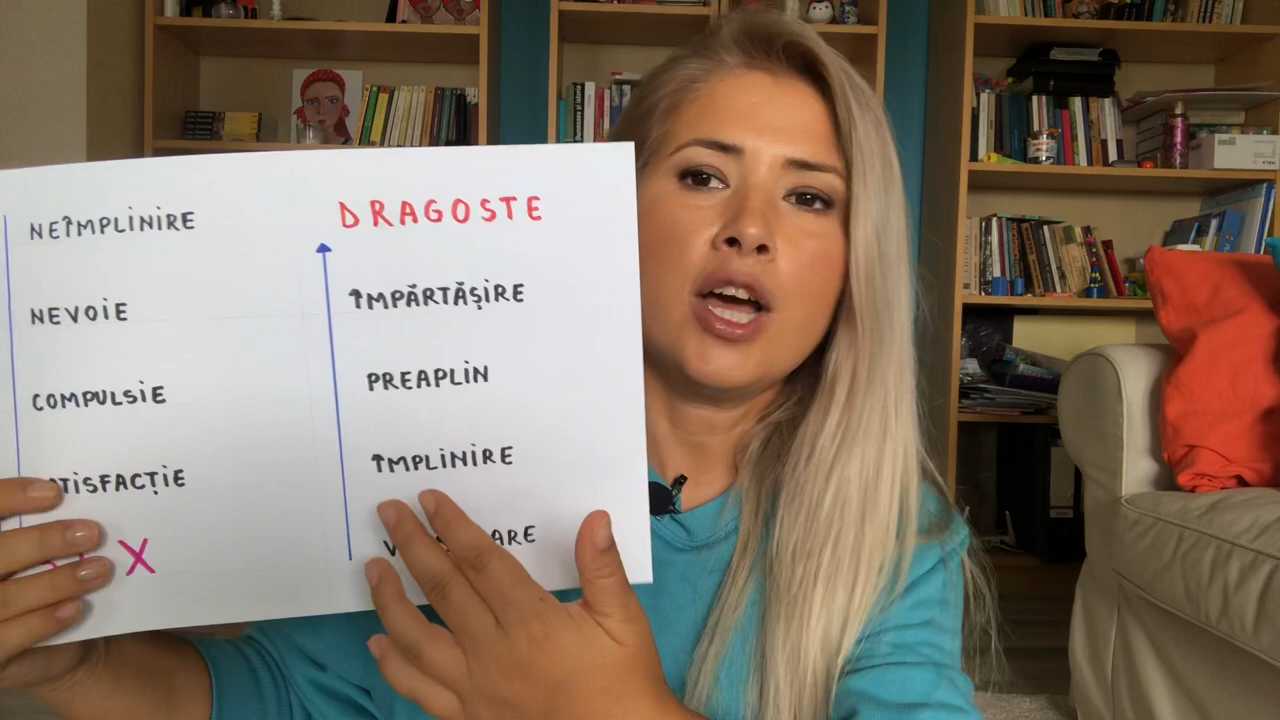 NEÎMPLINIRE
NEVOIE
COMPULSIE
X
DRAGOSTE
ÎMPĂRTĂȘIRE
PREAPLIN
ÎMPLINIRE